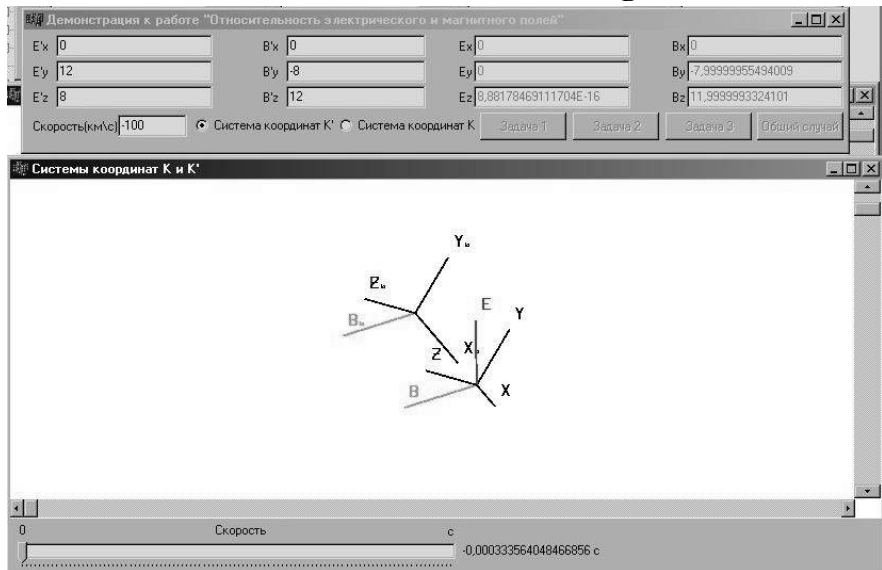 Демонстрация к работе "Относительность электрического и магнитного полей"
E'x 0 B'x 0 Ex 0 Bx 0
E'y 12 B'y -8 Ey 0 By -7,99999955494009
E'z 8 B'z 12 Ez 8,88178469111704E-16 Bz 11,9999993324101
Скорость(км\с) -100 Система координат K' Система координат K Задача 1 Задача 2 Задача 3 Общий случай
Системы координат K и K'
Y
Z
B
E
Y
Z
X
B
X
0 Скорость c
-0,000333564048466856 c